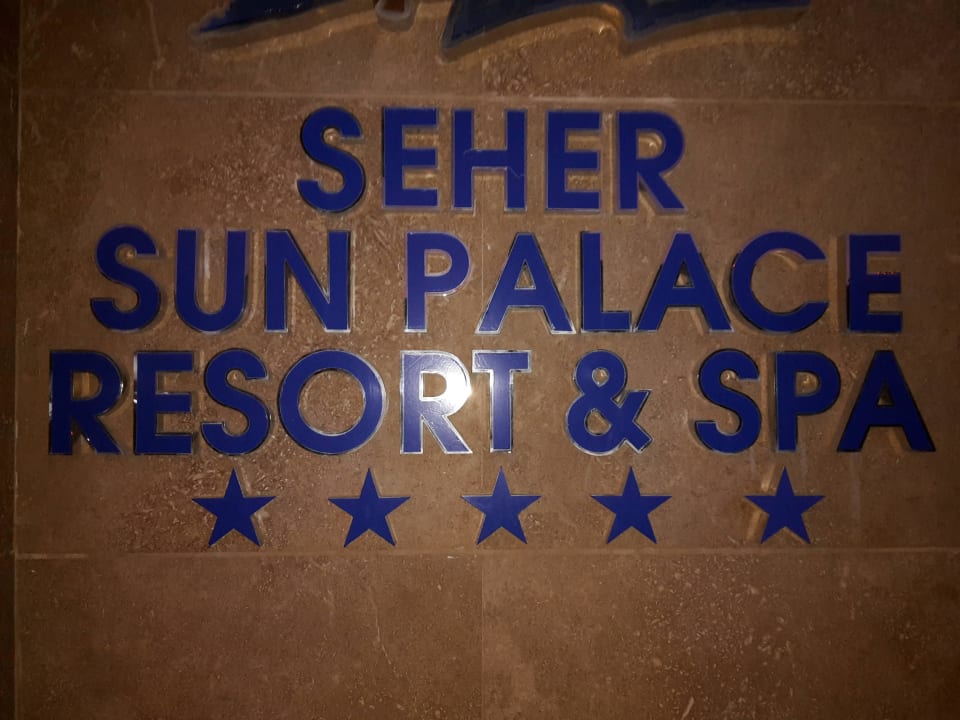 SEHER
SUN PALACE
RESORT & SPA